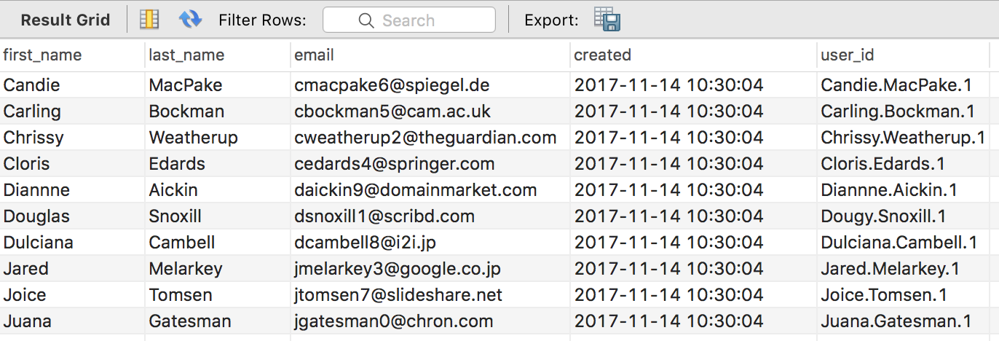 Result Grid Filter Rows: Search Export:
first_name last_name email created user_id
Candie MacPake cmacpake6@spiegel.de 2017-11-14 10:30:04 Candie.MacPake.1
Carling Bockman cbockman5@cam.ac.uk 2017-11-14 10:30:04 Carling.Bockman.1
Chrissy Weatherup cweatherup2@theguardian.com 2017-11-14 10:30:04 Chrissy.Weatherup.1
Cloris Edards cedards4@springer.com 2017-11-14 10:30:04 Cloris.Edards.1
Diannne Aickin daickin9@domainmarket.com 2017-11-14 10:30:04 Diannne.Aickin.1
Douglas Snoxill dsnoxill1@scribd.com 2017-11-14 10:30:04 Dougy.Snoxill.1
Dulciana Cambell dcambell8@i2i.jp 2017-11-14 10:30:04 Dulciana.Cambell.1
Jared Melarkey jmelarkey3@google.co.jp 2017-11-14 10:30:04 Jared.Melarkey.1
Joice Tomsen jtomsen7@slideshare.net 2017-11-14 10:30:04 Joice.Tomsen.1
Juana Gatesman jgatesman0@chron.com 2017-11-14 10:30:04 Juana.Gatesman.1